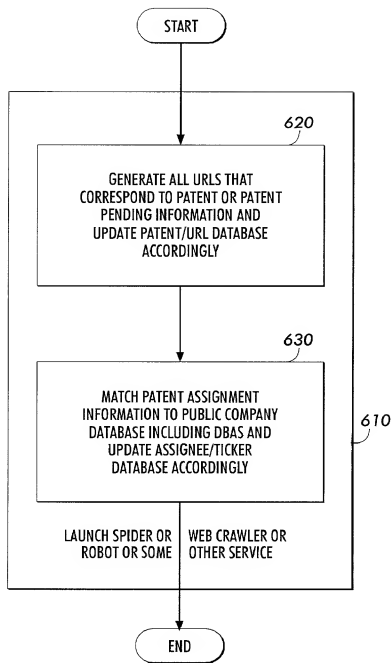 START
620
GENERATE ALL URLS THAT
CORRESPOND TO PATENT OR PATENT
PENDING INFORMATION AND
UPDATE PATENT/URL DATABASE
ACCORDINGLY
630
MATCH PATENT ASSIGNMENT
INFORMATION TO PUBLIC COMPANY
DATABASE INCLUDING DBAS AND
UPDATE ASSIGNEE/TICKER
DATABASE ACCORDINGLY
610
LAUNCH SPIDER OR WEB CRAWLER OR
ROBOT OR SOME OTHER SERVICE
END